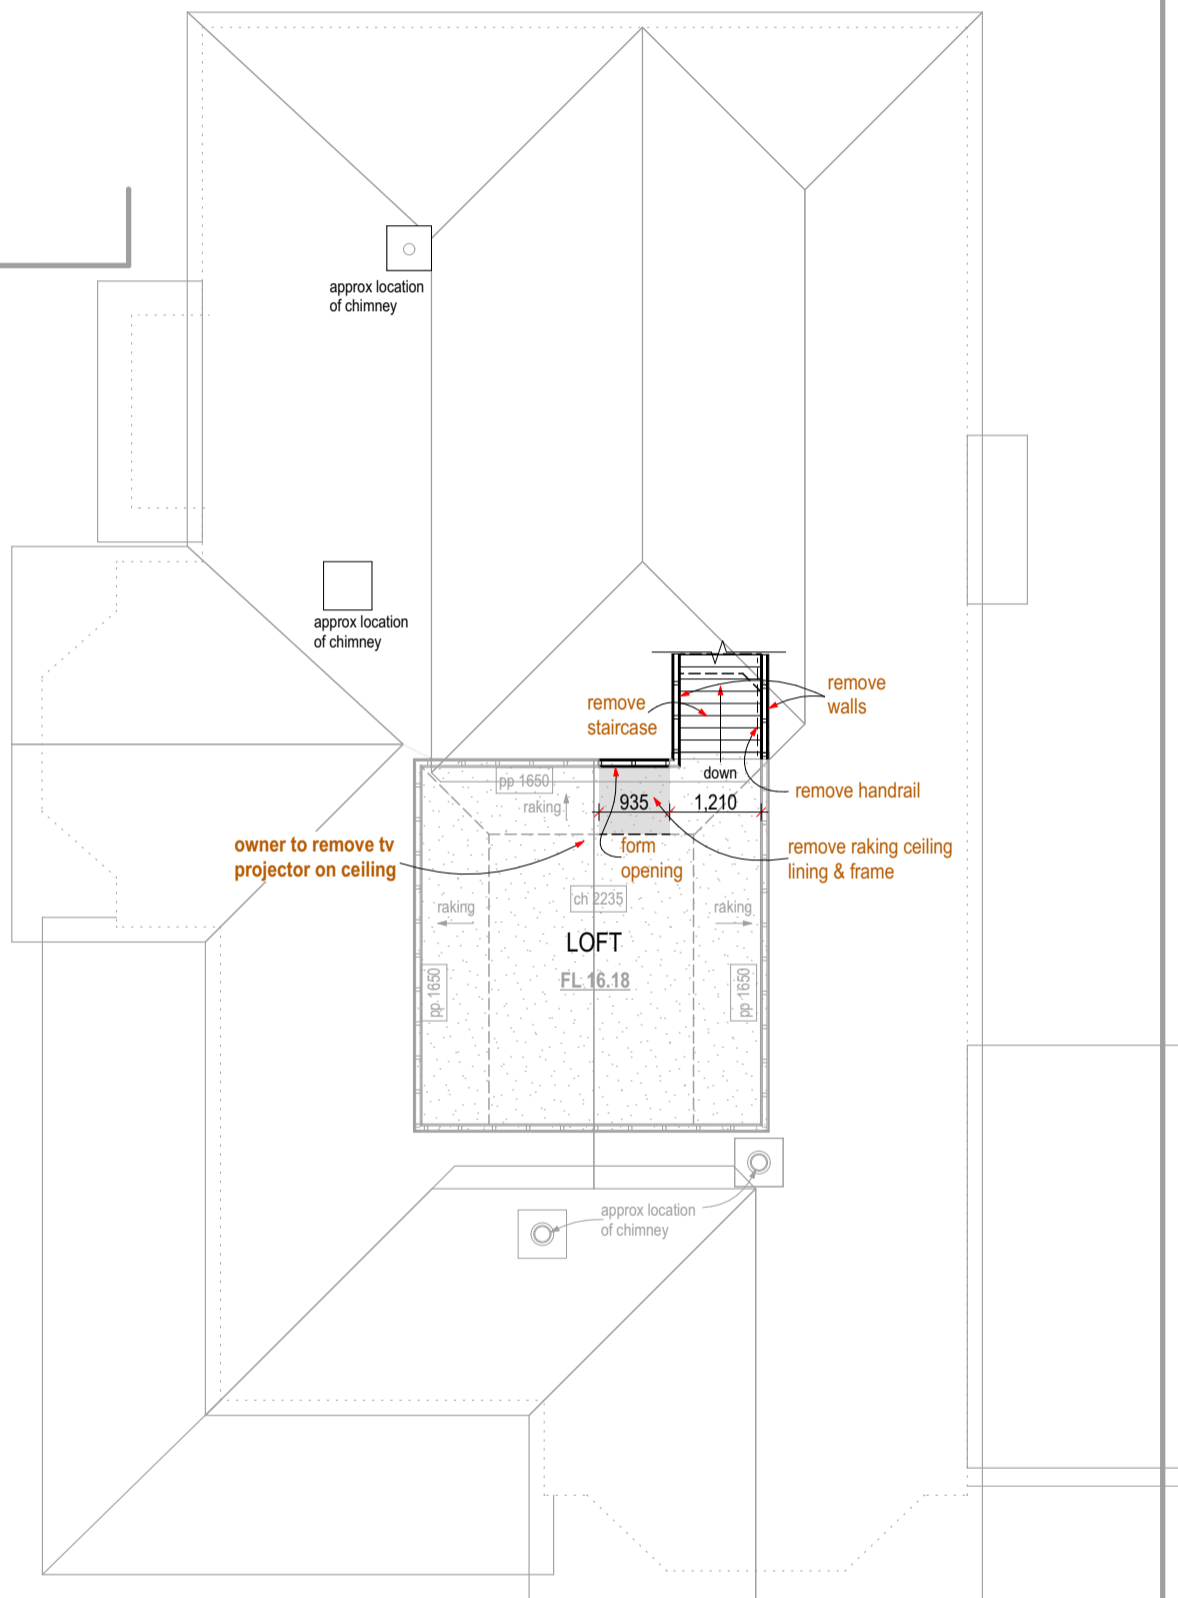 approx location
of chimney
approx location
of chimney
remove
staircase
remove
walls
down
pp 1650
raking
935
1,210
remove handrail
owner to remove tv
projector on ceiling
form
opening
remove raking ceiling
lining & frame
ch 2235
raking
raking
LOFT
FL 16.18
pp 1650
pp 1650
approx location
of chimney